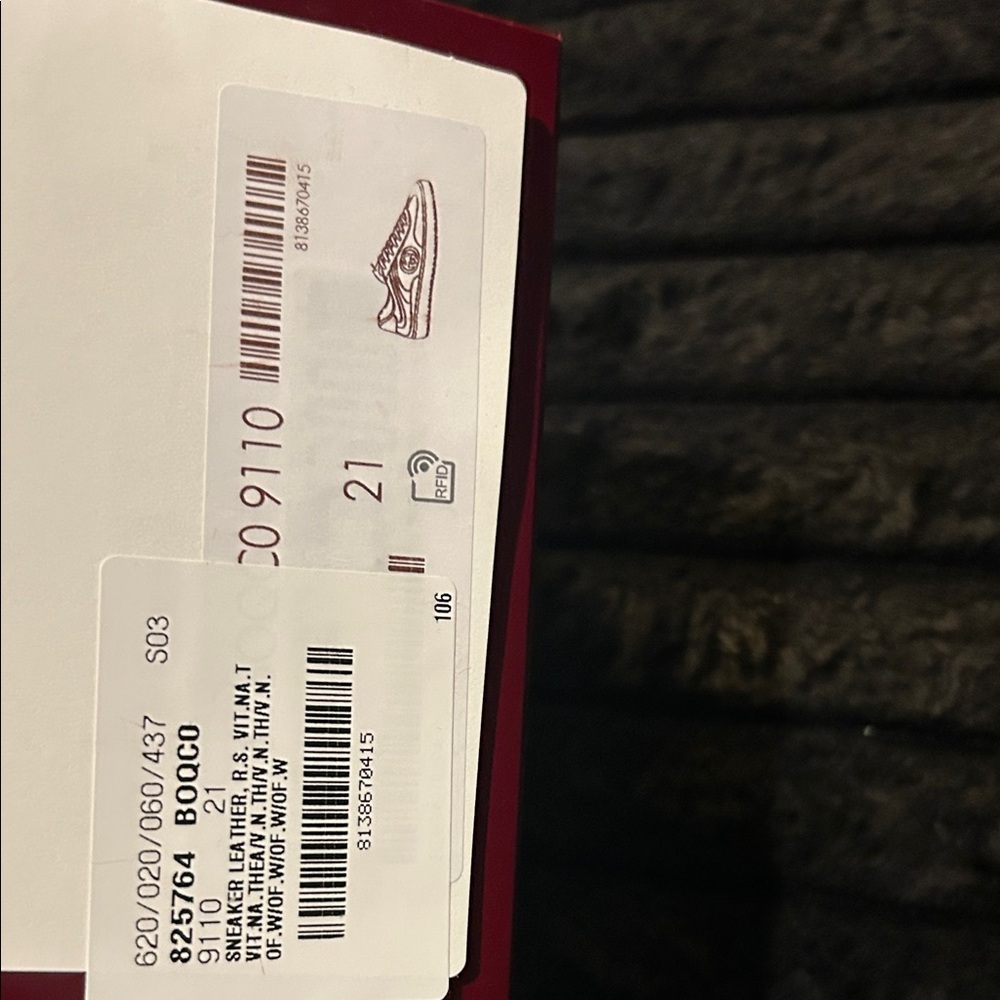 8138670415
C0 9110
21
RFID
620/020/060/437 S03
825764 B0QC0
9110 21
SNEAKER LEATHER, R.S. VIT.NA.T
VIT.NA.THEA/V.N.TH/V.N.TH/V.N.
OF.W/OF.W/OF.W/OF.W
8138670415
106